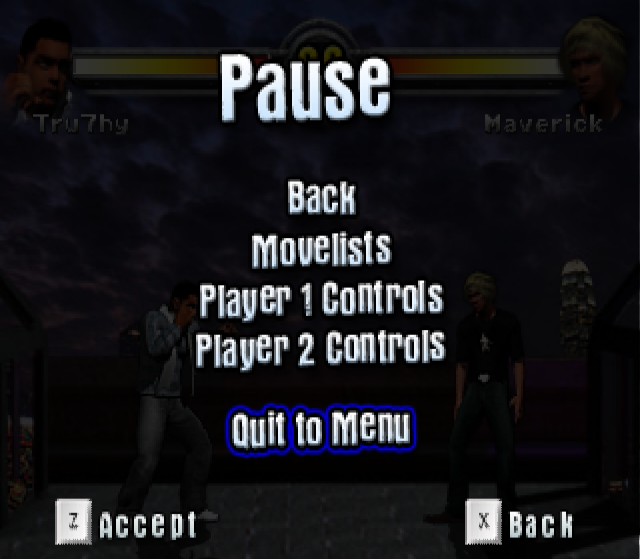 Pause
Tru7hy
Maverick
Back
Movelists
Player 1 Controls
Player 2 Controls
Quit to Menu
Z Accept
X Back